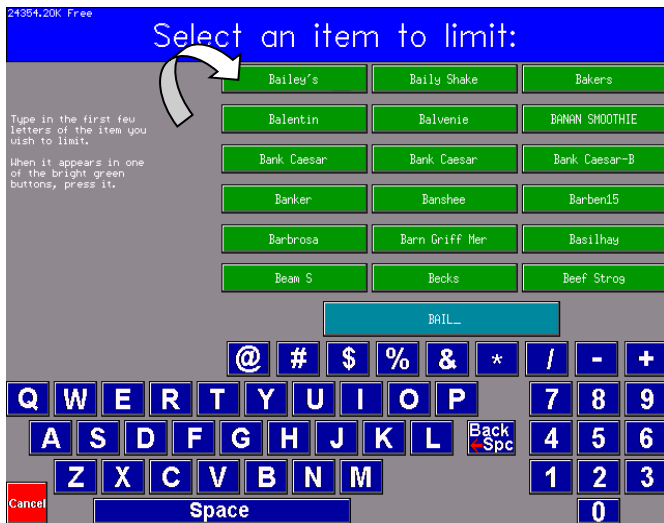 24354.20K Free
Select an item to limit:
Bailey's Baily Shake Bakers
Type in the first few
letters of the item you
wish to limit.
When it appears in one
of the bright green
buttons, press it.
Balentin Balvenie BANAN SMOOTHIE
Bank Caesar Bank Caesar Bank Caesar-B
Banker Banshee Barben15
Barbrosa Barn Griff Mer Basilhay
Beam S Becks Beef Strog
BAIL_
@ # $ % & * / - +
Q W E R T Y U I O P 7 8 9
A S D F G H J K L Back ←Spc 4 5 6
Z X C V B N M 1 2 3
Cancel Space 0